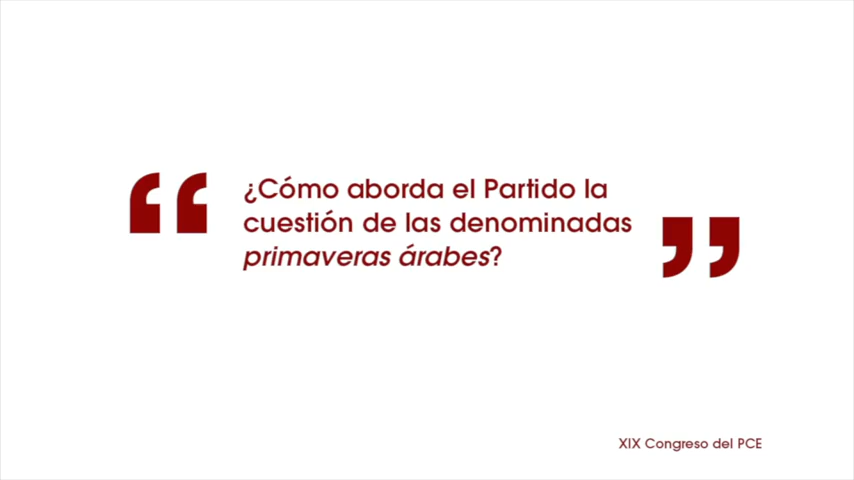 “ ¿Cómo aborda el Partido la
cuestión de las denominadas
primaveras árabes? ”
XIX Congreso del PCE